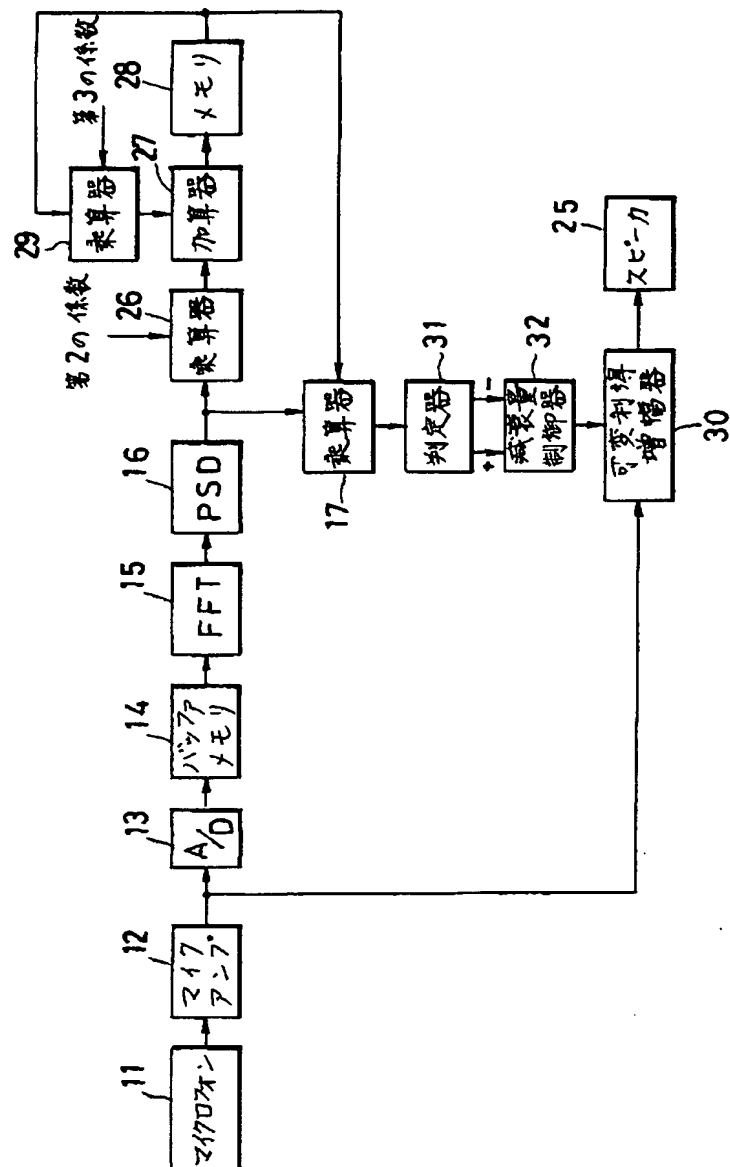 11
マイクロフォン
12
マイク
アンプ
13
A/D
14
バッファ
メモリ
15
FFT
16
PSD
第2の係数
26
乗算器
29
乗算器
第3の係数
27
加算器
28
メモリ
17
乗算器
31
判定器
+
-
32
減衰量
制御器
可変利得
増幅器
30
25
スピーカ